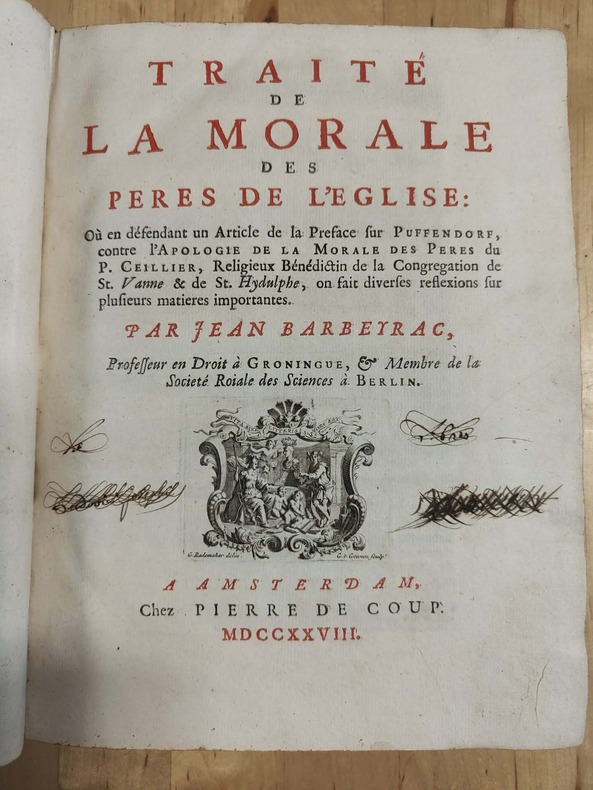 TRAITÉ
DE
LA MORALE
DES
PERES DE L'EGLISE:
Où en défendant un Article de la Preface ſur PUFFENDORF,
contre l'APOLOGIE DE LA MORALE DES PERES du
P. CEILLIER, Religieux Bénédictin de la Congregation de
St. Vanne & de St. Hydulphe, on fait diverſes reflexions ſur
pluſieurs matieres importantes.
PAR JEAN BARBEYRAC,
Profeſſeur en Droit à GRONINGUE, & Membre de la
Societé Roiale des Sciences à BERLIN.
A AMSTERDAM,
Chez PIERRE DE COUP.
MDCCXXVIII.